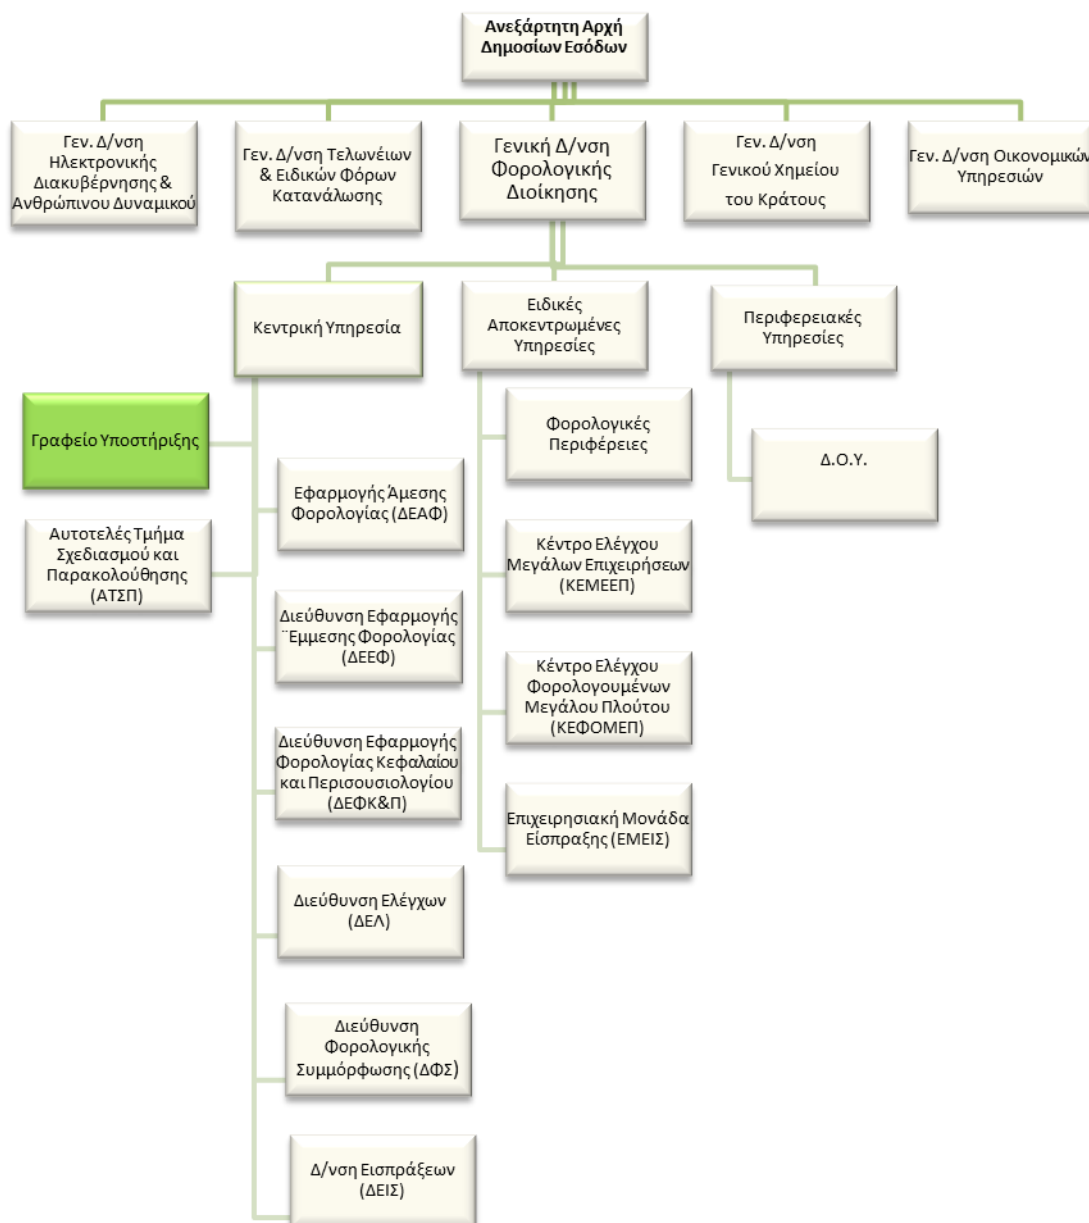 Ανεξάρτητη Αρχή
Δημοσίων Εσόδων
Γεν. Δ/νση
Ηλεκτρονικής
Διακυβέρνησης &
Ανθρώπινου Δυναμικού
Γεν. Δ/νση Τελωνείων
& Ειδικών Φόρων
Κατανάλωσης
Γενική Δ/νση
Φορολογικής
Διοίκησης
Γεν. Δ/νση
Γενικού Χημείου
του Κράτους
Γεν. Δ/νση Οικονομικών
Υπηρεσιών
Κεντρική Υπηρεσία
Ειδικές
Αποκεντρωμένες
Υπηρεσίες
Περιφερειακές
Υπηρεσίες
Γραφείο Υποστήριξης
Αυτοτελές Τμήμα
Σχεδιασμού και
Παρακολούθησης
(ΑΤΣΠ)
Εφαρμογής Άμεσης
Φορολογίας (ΔΕΑΦ)
Διεύθυνση Εφαρμογής
¨Εμμεσης Φορολογίας
(ΔΕΕΦ)
Διεύθυνση Εφαρμογής
Φορολογίας Κεφαλαίου
και Περισουσιολογίου
(ΔΕΦΚ&Π)
Διεύθυνση Ελέγχων
(ΔΕΛ)
Διεύθυνση
Φορολογικής
Συμμόρφωσης (ΔΦΣ)
Δ/νση Εισπράξεων
(ΔΕΙΣ)
Φορολογικές
Περιφέρειες
Κέντρο Ελέγχου
Μεγάλων Επιχειρήσεων
(ΚΕΜΕΕΠ)
Κέντρο Ελέγχου
Φορολογουμένων
Μεγάλου Πλούτου
(ΚΕΦΟΜΕΠ)
Επιχειρησιακή Μονάδα
Είσπραξης (ΕΜΕΙΣ)
Δ.Ο.Υ.